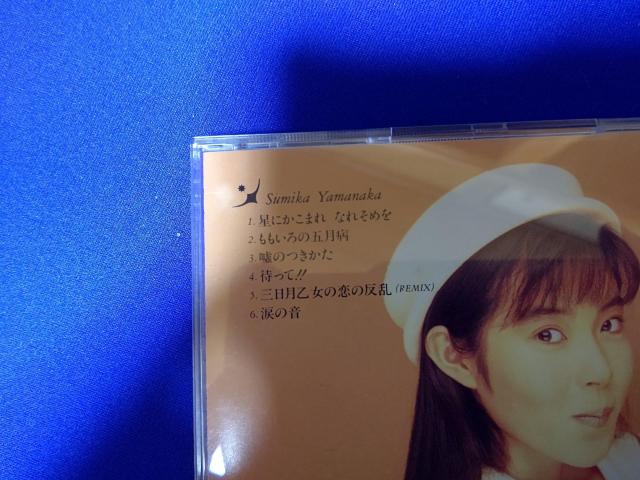 Sumika Yamanaka
1. 星にかこまれ なれそめを
2. ももいろの五月病
3. 嘘のつきかた
4. 待って!!
5. 三日月乙女の恋の反乱 (REMIX)
6. 涙の音